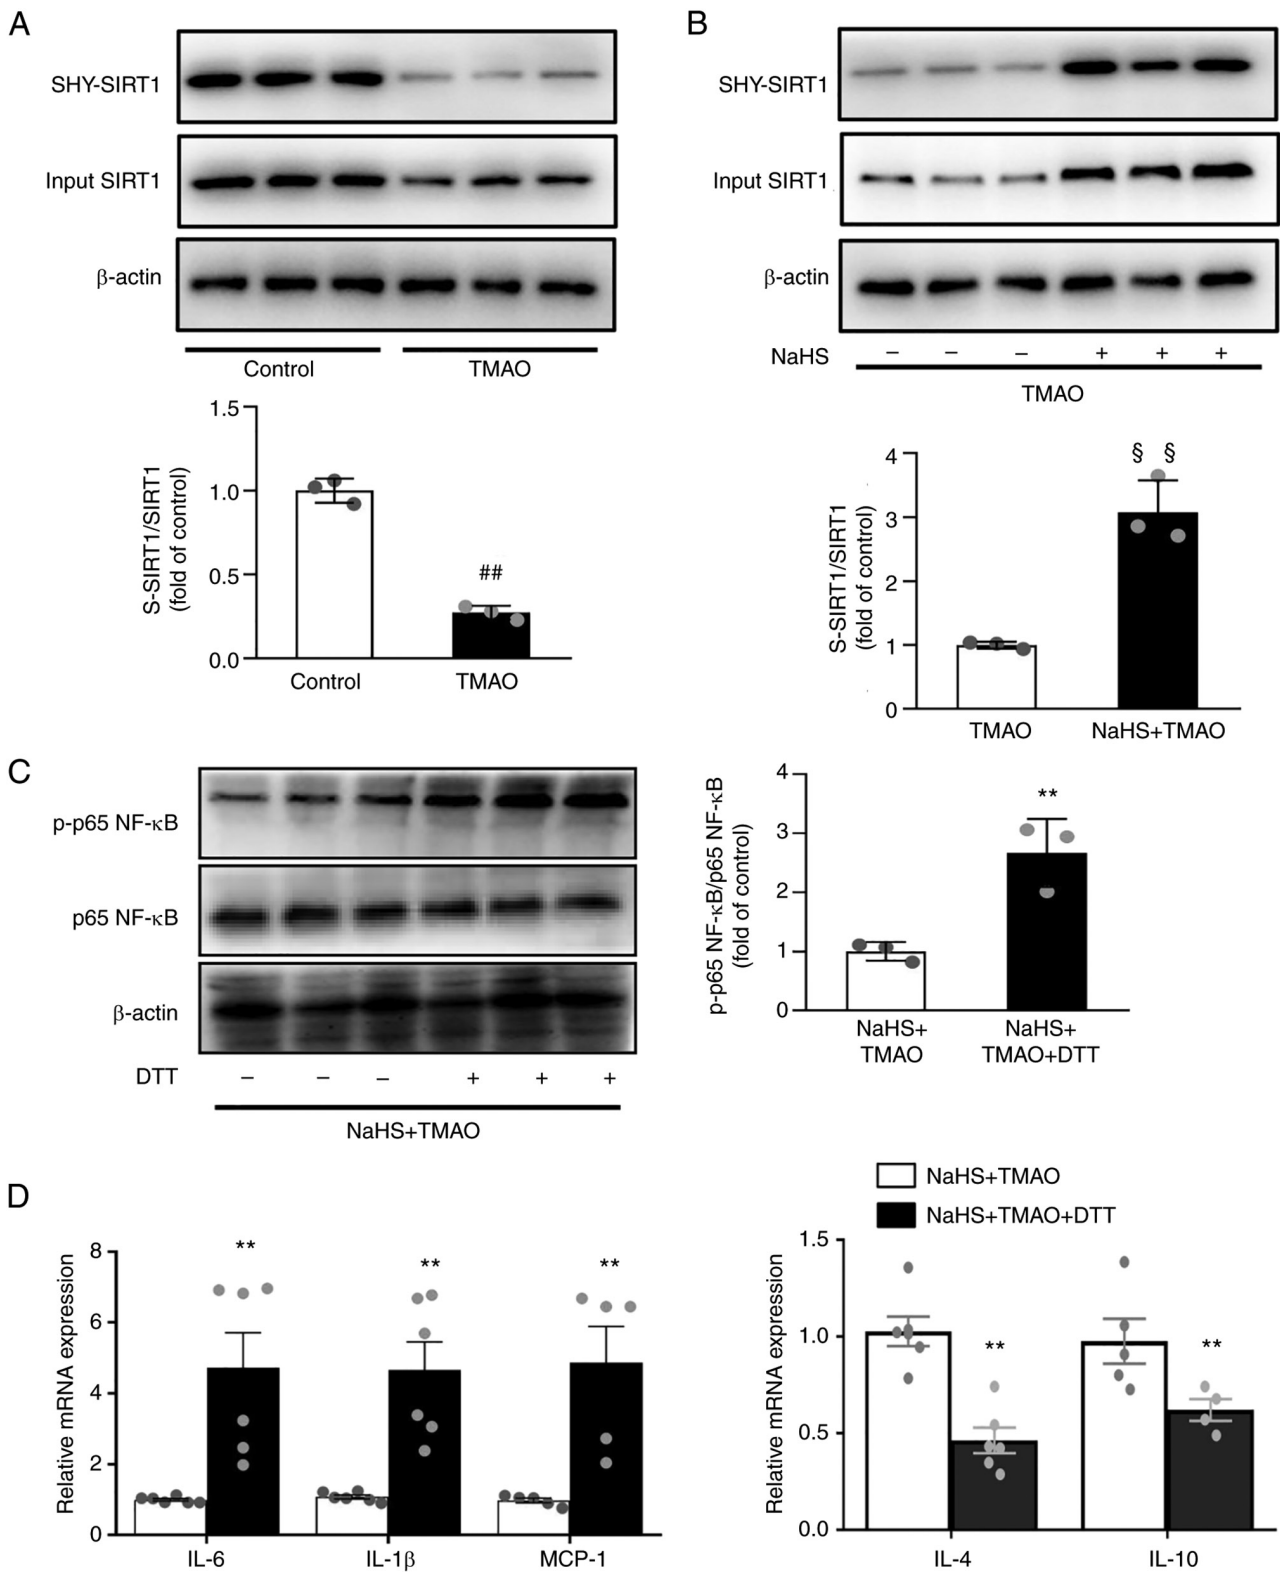 A
SHY-SIRT1
Input SIRT1
β-actin
Control TMAO
1.5
1.0
0.5
0.0
S-SIRT1/SIRT1
(fold of control)
##
Control TMAO
B
SHY-SIRT1
Input SIRT1
β-actin
NaHS – – – + + +
TMAO
4
3
2
1
0
S-SIRT1/SIRT1
(fold of control)
§ §
TMAO NaHS+TMAO
C
p-p65 NF-κB
p65 NF-κB
β-actin
DTT – – – + + +
NaHS+TMAO
4
3
2
1
0
p-p65 NF-κB/p65 NF-κB
(fold of control)
**
NaHS+ NaHS+
TMAO TMAO+DTT
D
8
6
4
2
0
Relative mRNA expression
** ** **
IL-6 IL-1β MCP-1
NaHS+TMAO
NaHS+TMAO+DTT
1.5
1.0
0.5
0.0
Relative mRNA expression
** **
IL-4 IL-10